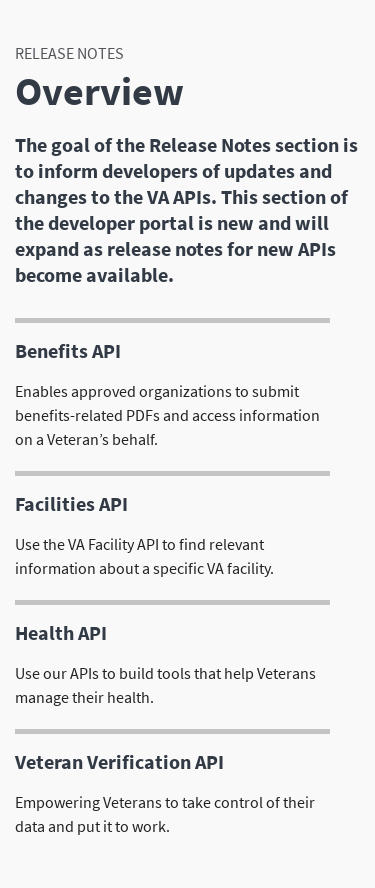 RELEASE NOTES
Overview
The goal of the Release Notes section is
to inform developers of updates and
changes to the VA APIs. This section of
the developer portal is new and will
expand as release notes for new APIs
become available.
Benefits API
Enables approved organizations to submit
benefits-related PDFs and access information
on a Veteran’s behalf.
Facilities API
Use the VA Facility API to find relevant
information about a specific VA facility.
Health API
Use our APIs to build tools that help Veterans
manage their health.
Veteran Verification API
Empowering Veterans to take control of their
data and put it to work.